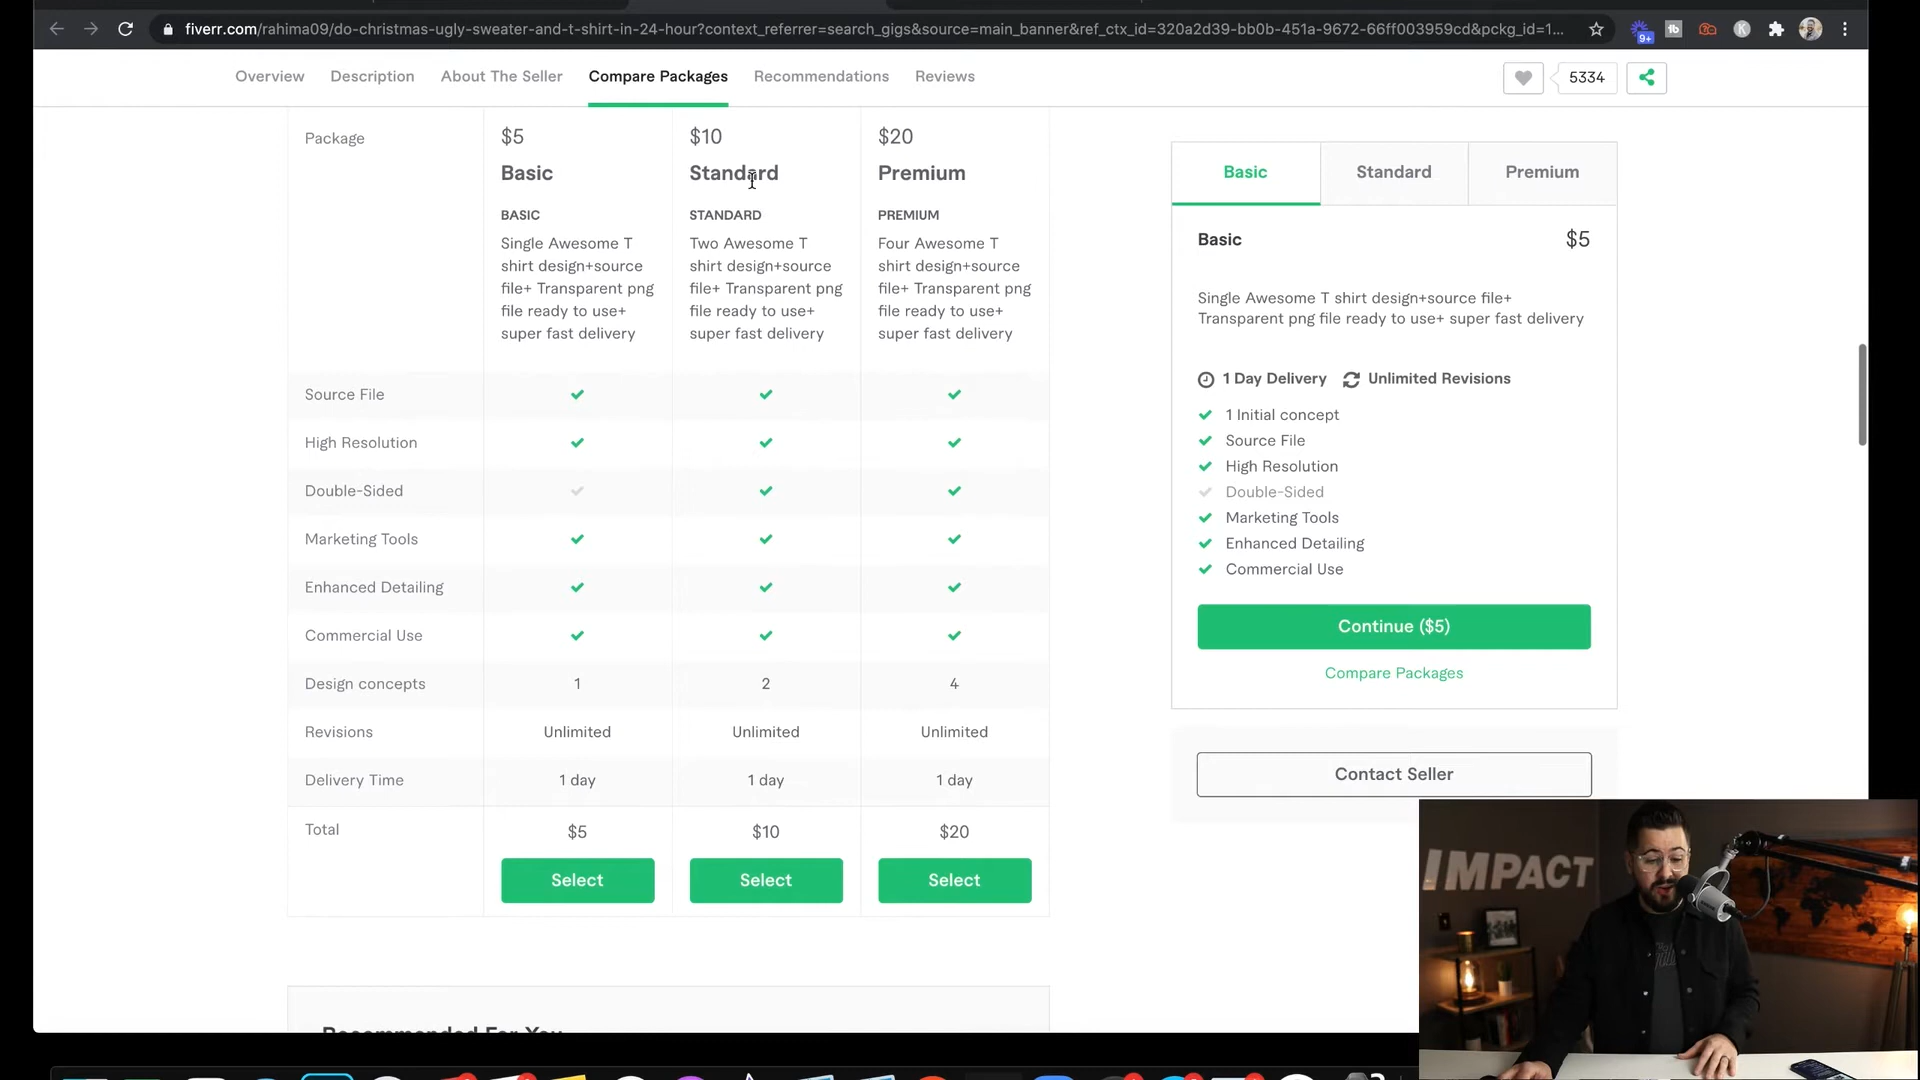 fiverr.com/rahima09/do-christmas-ugly-sweater-and-t-shirt-in-24-hour?context_referrer=search_gigs&source=main_banner&ref_ctx_id=320a2d39-bb0b-451a-9672-66ff003959cd&pckg_id=1...
9+
tb
K
Overview Description About The Seller Compare Packages Recommendations Reviews
5334
Package
$5
Basic
BASIC
Single Awesome T
shirt design+source
file+ Transparent png
file ready to use+
super fast delivery
$10
Standard
STANDARD
Two Awesome T
shirt design+source
file+ Transparent png
file ready to use+
super fast delivery
$20
Premium
PREMIUM
Four Awesome T
shirt design+source
file+ Transparent png
file ready to use+
super fast delivery
Source File
High Resolution
Double-Sided
Marketing Tools
Enhanced Detailing
Commercial Use
Design concepts 1 2 4
Revisions Unlimited Unlimited Unlimited
Delivery Time 1 day 1 day 1 day
Total $5 $10 $20
Select Select Select
Recommended For You
Basic Standard Premium
Basic $5
Single Awesome T shirt design+source file+
Transparent png file ready to use+ super fast delivery
1 Day Delivery Unlimited Revisions
1 Initial concept
Source File
High Resolution
Double-Sided
Marketing Tools
Enhanced Detailing
Commercial Use
Continue ($5)
Compare Packages
Contact Seller
IMPACT